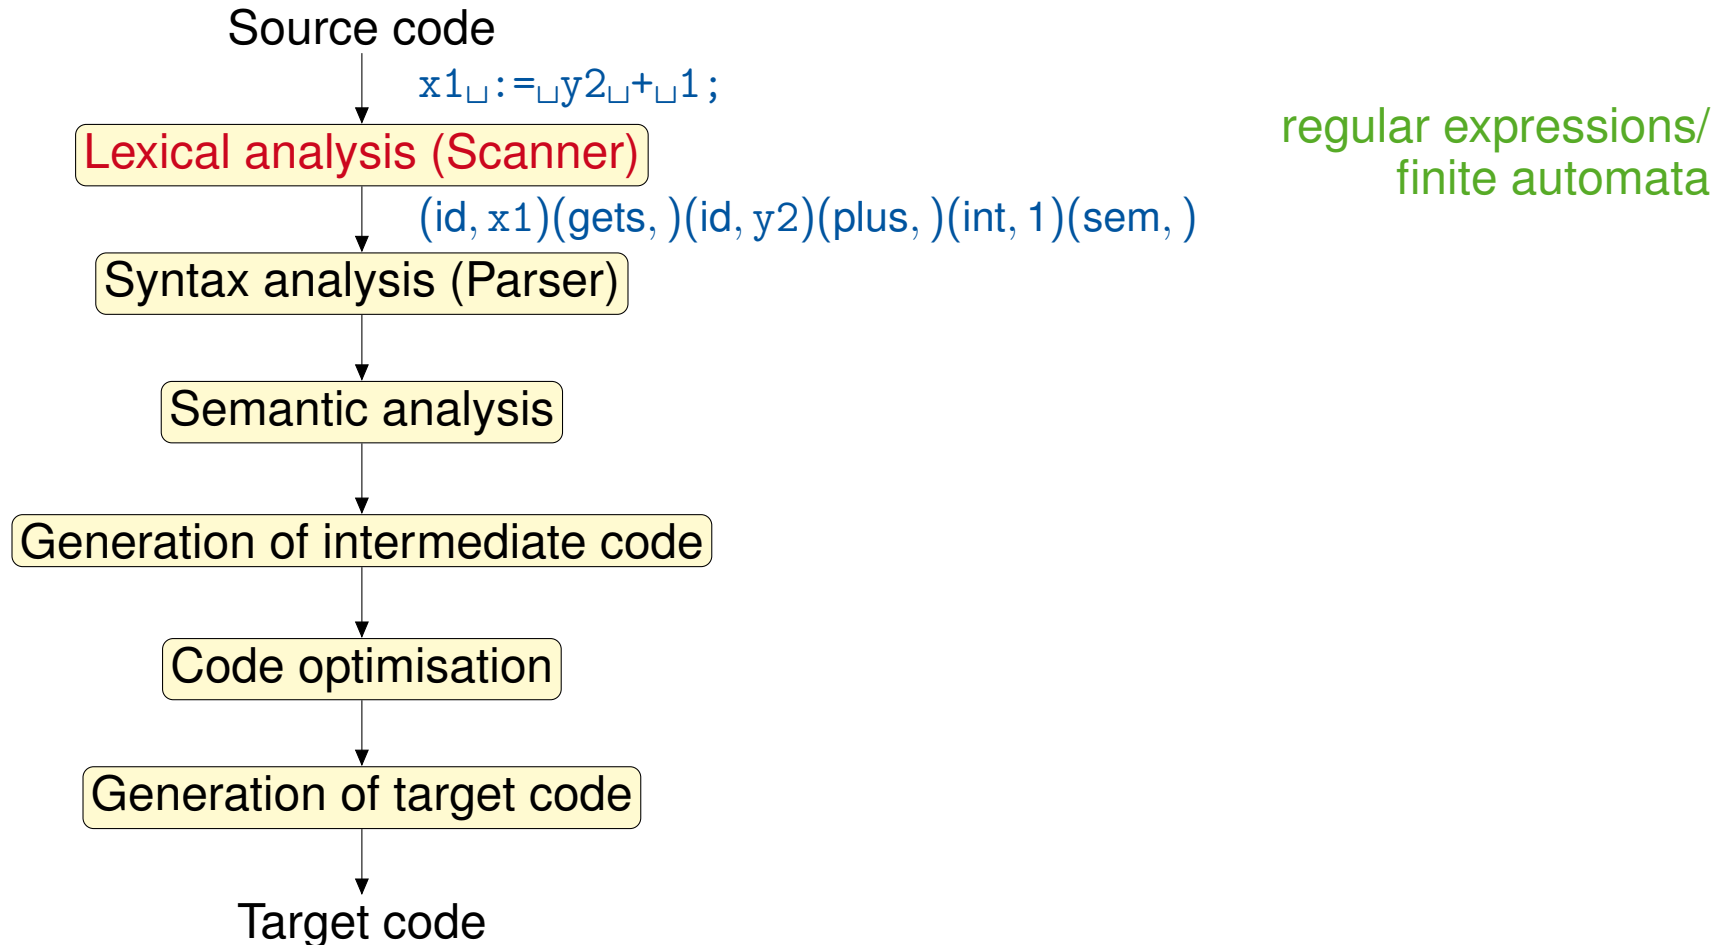 Source code
x1␣:=␣y2␣+␣1;
Lexical analysis (Scanner)
regular expressions/
finite automata
(id, x1)(gets, )(id, y2)(plus, )(int, 1)(sem, )
Syntax analysis (Parser)
Semantic analysis
Generation of intermediate code
Code optimisation
Generation of target code
Target code